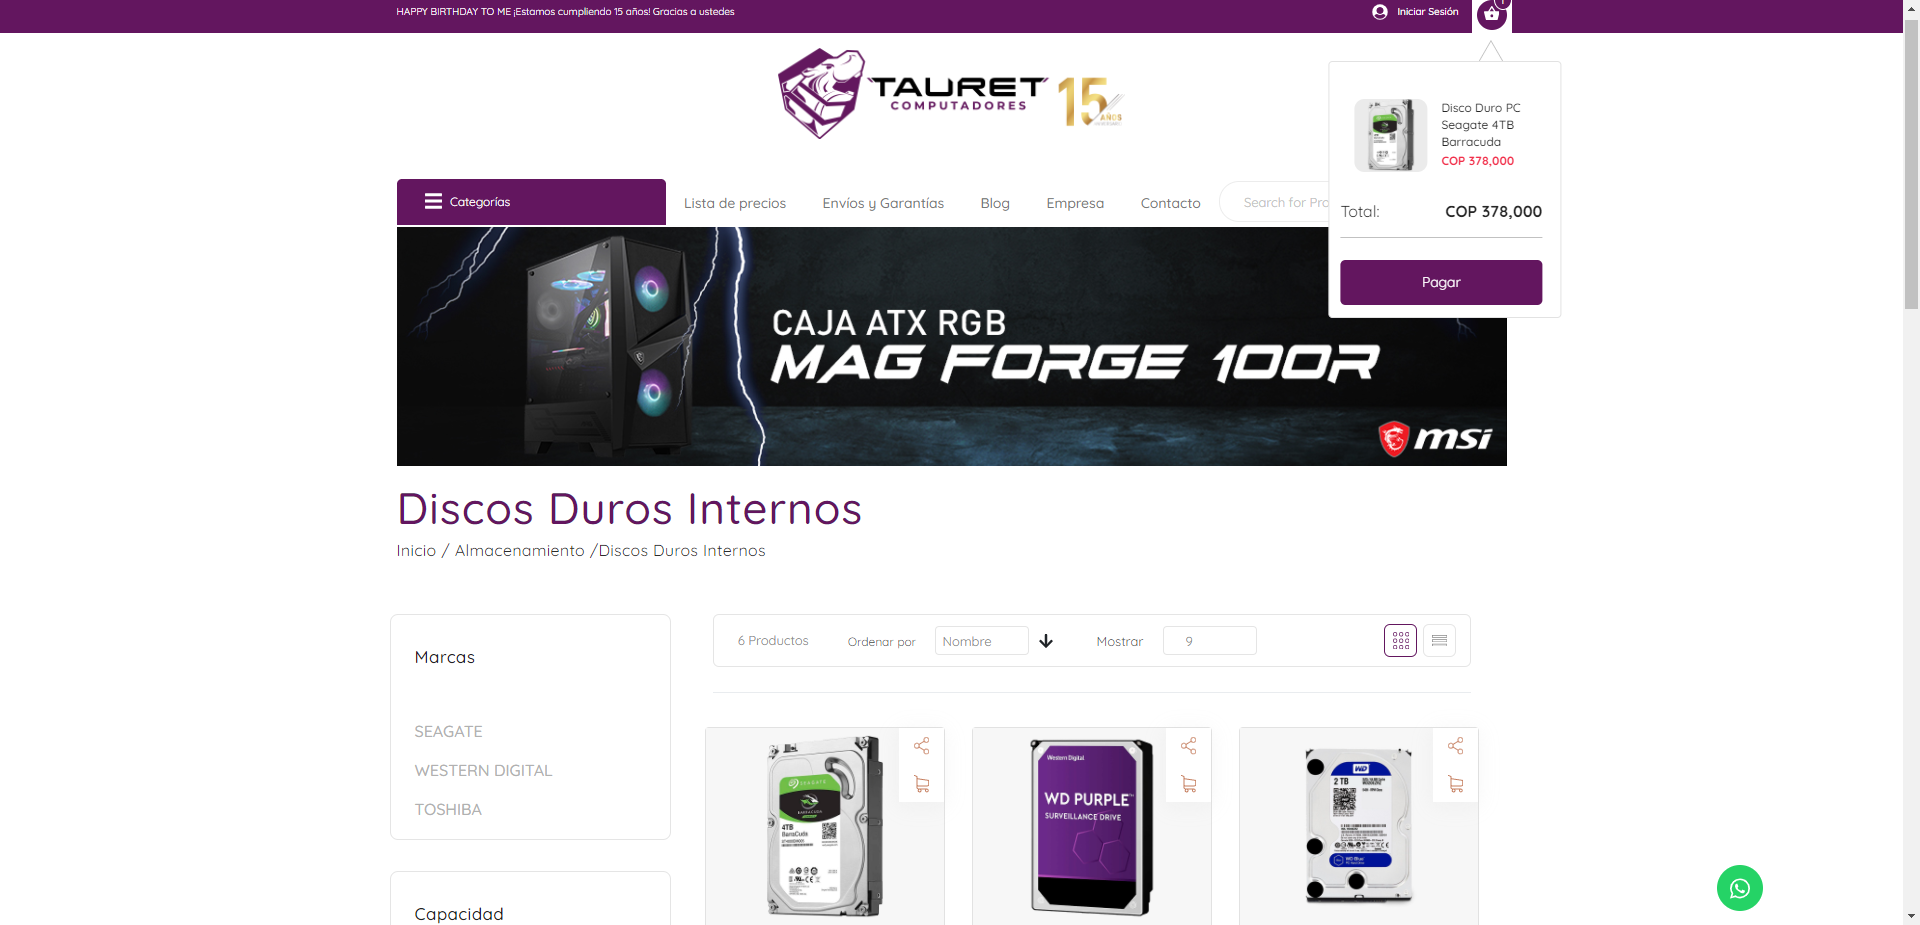 HAPPY BIRTHDAY TO ME ¡Estamos cumpliendo 15 años! Gracias a ustedes
Iniciar Sesión
1
TAURET
COMPUTADORES
15
AÑOS
Disco Duro PC
Seagate 4TB
Barracuda
COP 378,000
Total:
COP 378,000
Pagar
Categorías
Lista de precios
Envíos y Garantías
Blog
Empresa
Contacto
Search for Pro
CAJA ATX RGB
MAG FORGE 100R
msi
Discos Duros Internos
Inicio / Almacenamiento /Discos Duros Internos
Marcas
SEAGATE
WESTERN DIGITAL
TOSHIBA
Capacidad
6 Productos
Ordenar por
Nombre
Mostrar
9
SEAGATE
BARRACUDA
4TB
BarraCuda
Western Digital
WD PURPLE™
SURVEILLANCE DRIVE
WD
2 TB
WD Blue